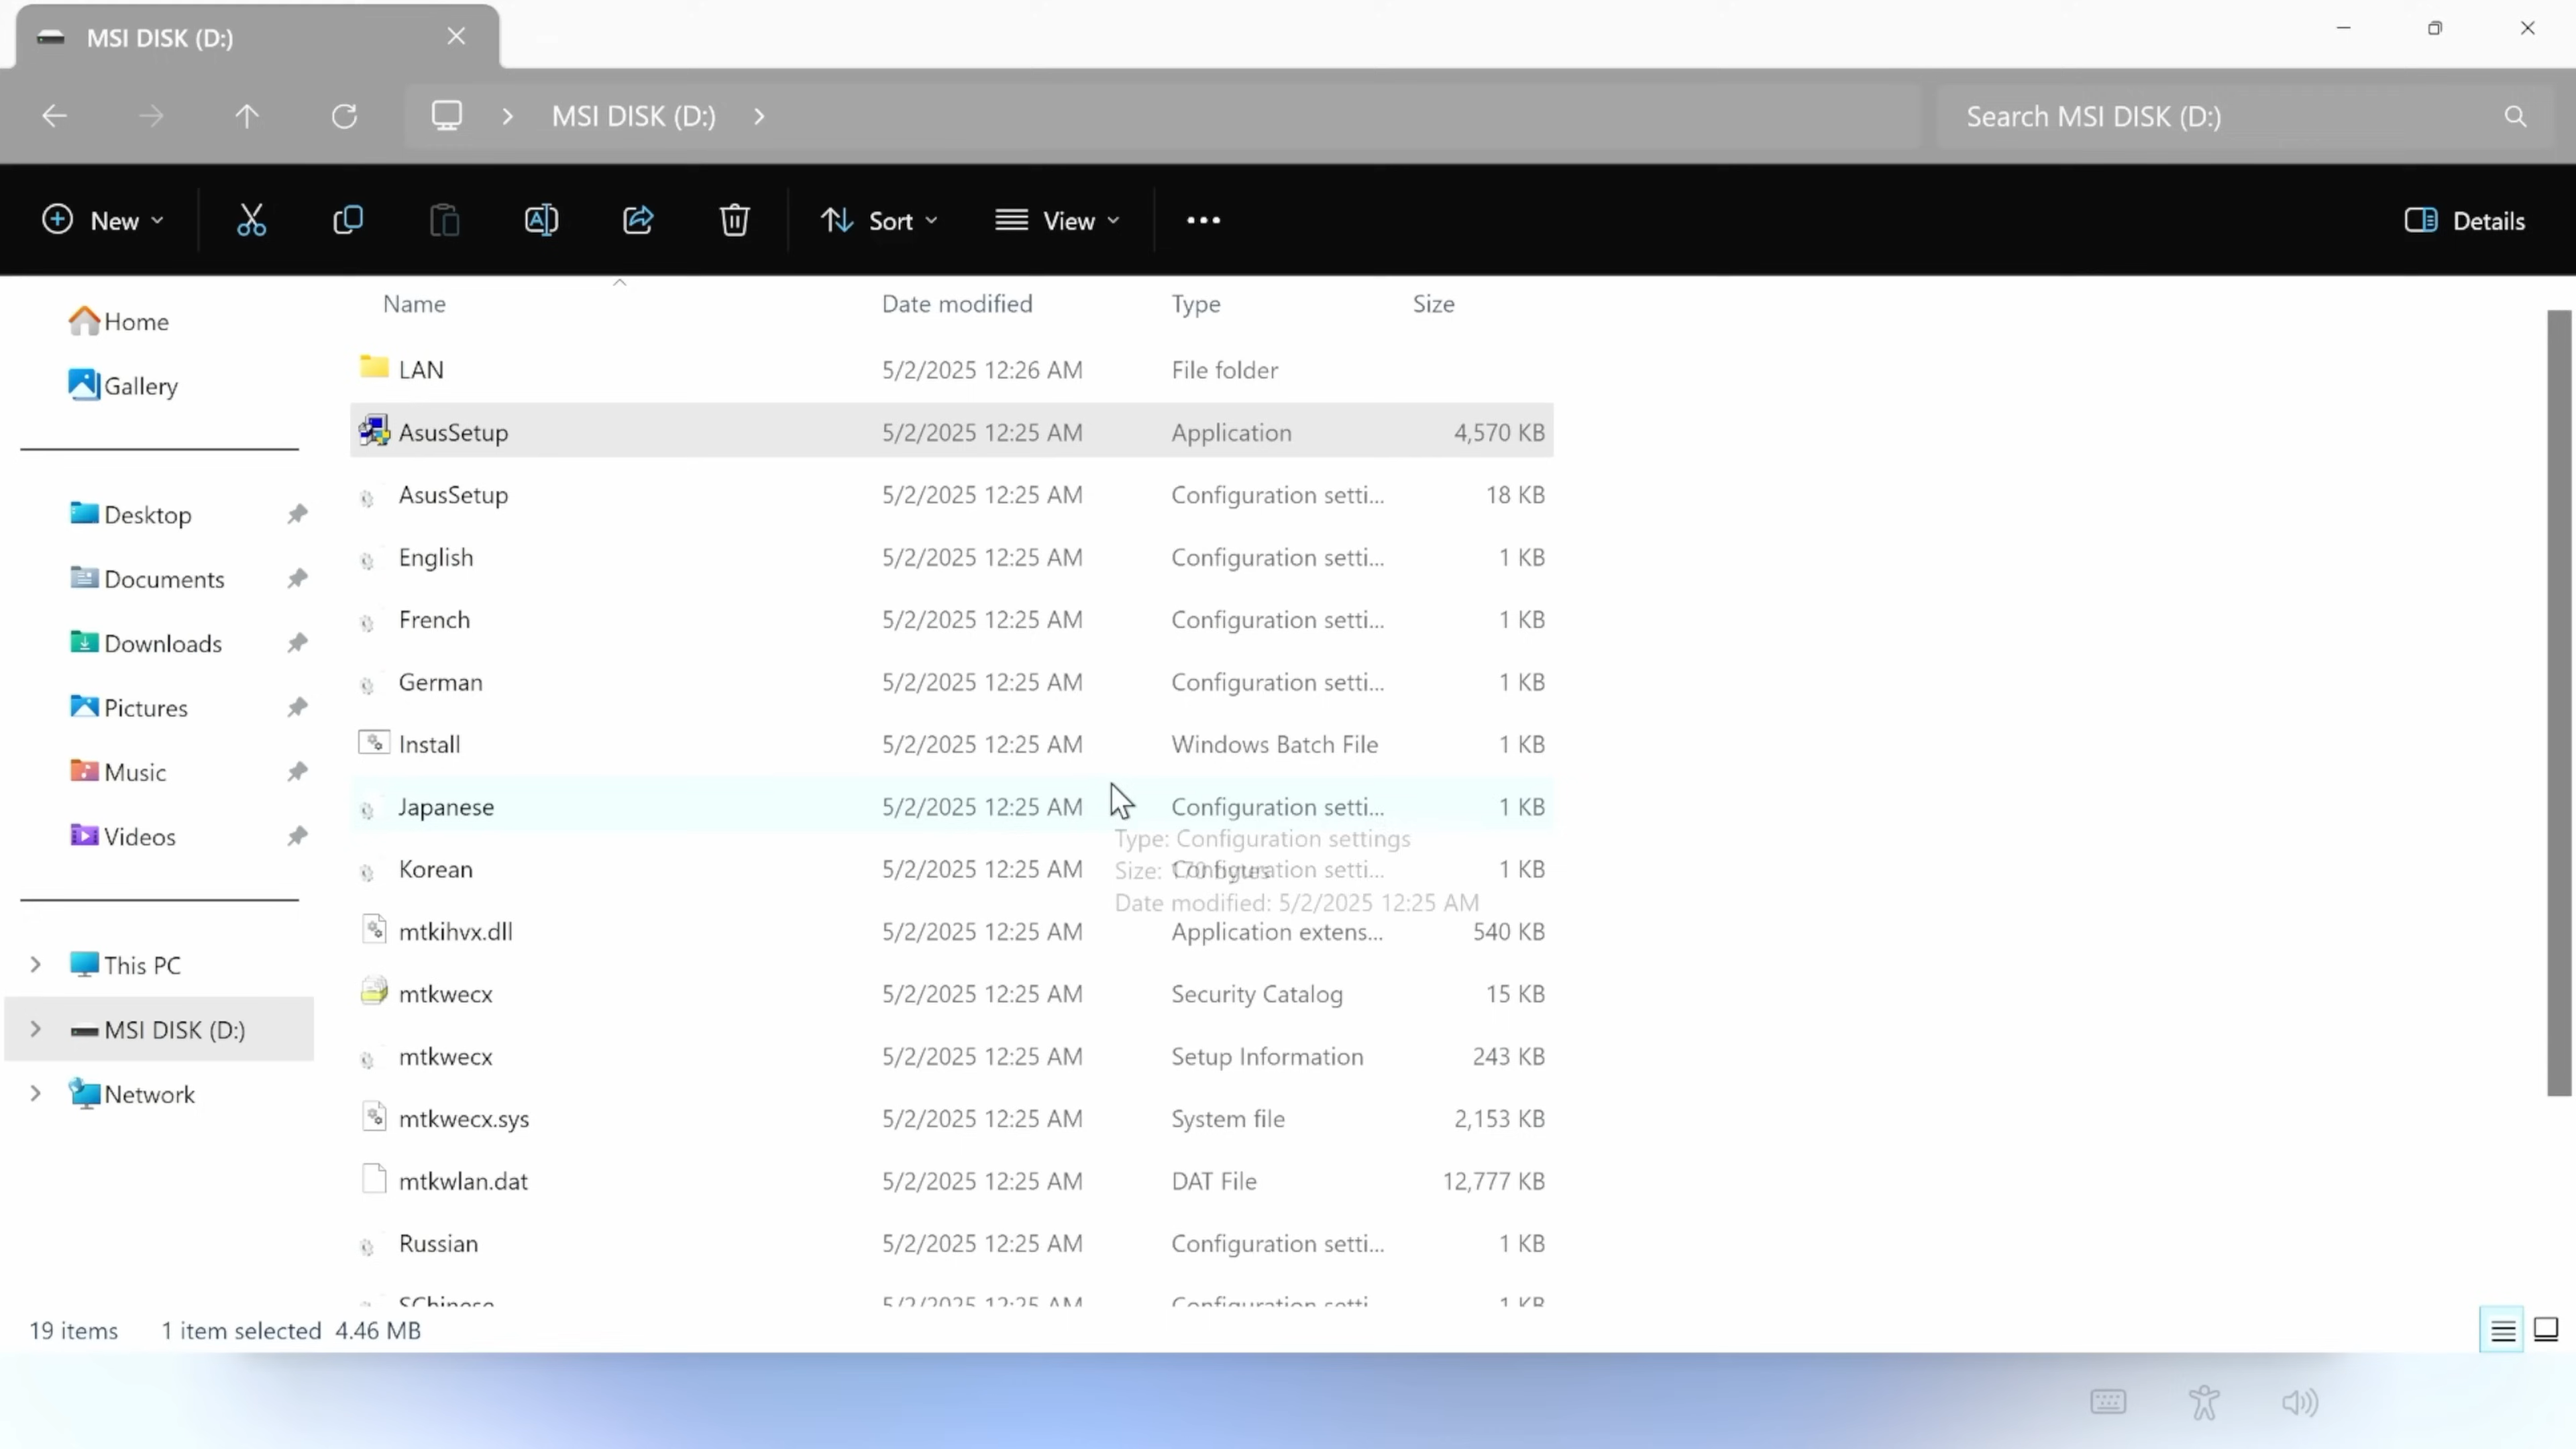 MSI DISK (D:)
MSI DISK (D:) Search MSI DISK (D:)
New Sort View Details
Name Date modified Type Size
Home
Gallery
Desktop
Documents
Downloads
Pictures
Music
Videos
This PC
MSI DISK (D:)
Network
LAN 5/2/2025 12:26 AM File folder
AsusSetup 5/2/2025 12:25 AM Application 4,570 KB
AsusSetup 5/2/2025 12:25 AM Configuration setti... 18 KB
English 5/2/2025 12:25 AM Configuration setti... 1 KB
French 5/2/2025 12:25 AM Configuration setti... 1 KB
German 5/2/2025 12:25 AM Configuration setti... 1 KB
Install 5/2/2025 12:25 AM Windows Batch File 1 KB
Japanese 5/2/2025 12:25 AM Configuration setti... 1 KB
Type: Configuration settings
Korean 5/2/2025 12:25 AM Configuration setti... 1 KB
Size: 170 bytes
Date modified: 5/2/2025 12:25 AM
mtkihvx.dll 5/2/2025 12:25 AM Application extens... 540 KB
mtkwecx 5/2/2025 12:25 AM Security Catalog 15 KB
mtkwecx 5/2/2025 12:25 AM Setup Information 243 KB
mtkwecx.sys 5/2/2025 12:25 AM System file 2,153 KB
mtkwlan.dat 5/2/2025 12:25 AM DAT File 12,777 KB
Russian 5/2/2025 12:25 AM Configuration setti... 1 KB
SChinese 5/2/2025 12:25 AM Configuration setti... 1 KB
19 items 1 item selected 4.46 MB